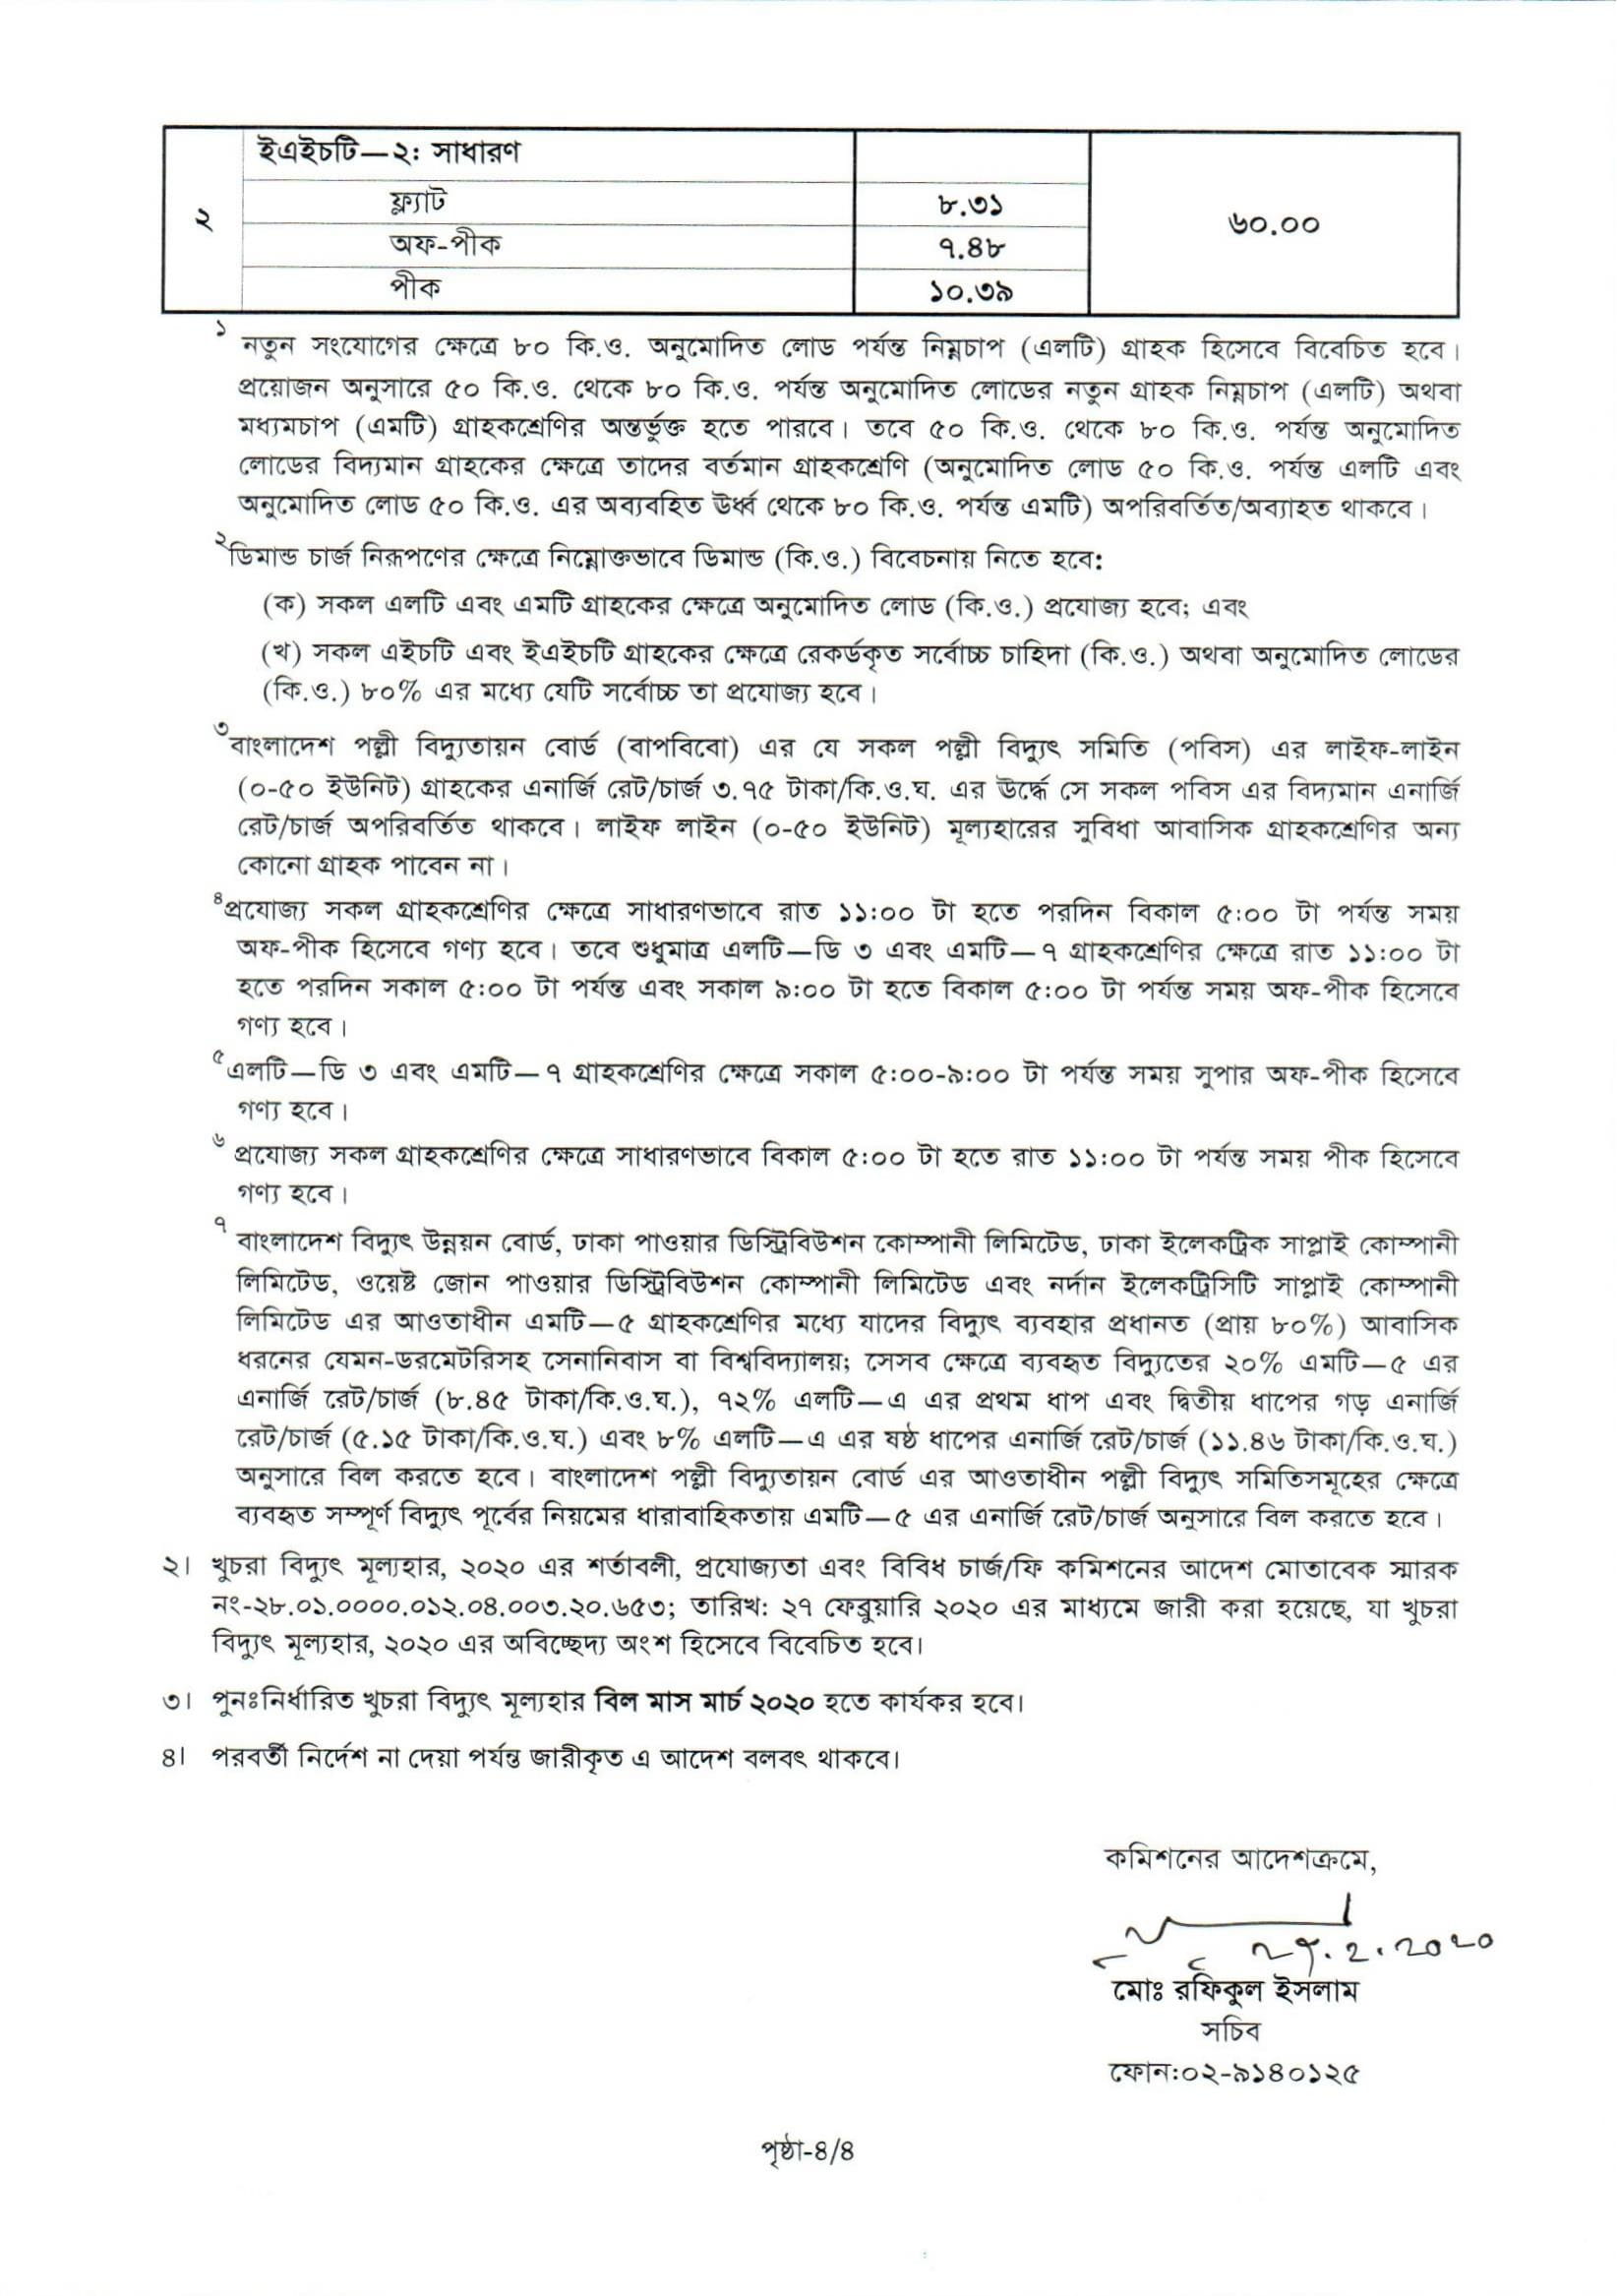 ইএইচটি—২: সাধারণ
ফ্ল্যাট ৮.৩১
২ ৬০.০০
অফ-পীক ৭.৪৮
পীক ১০.৩৯
১ নতুন সংযোগের ক্ষেত্রে ৮০ কি.ও. অনুমোদিত লোড পর্যন্ত নিম্নচাপ (এলটি) গ্রাহক হিসেবে বিবেচিত হবে।
প্রয়োজন অনুসারে ৫০ কি.ও. থেকে ৮০ কি.ও. পর্যন্ত অনুমোদিত লোডের নতুন গ্রাহক নিম্নচাপ (এলটি) অথবা
মধ্যমচাপ (এমটি) গ্রাহকশ্রেণির অন্তর্ভুক্ত হতে পারবে। তবে ৫০ কি.ও. থেকে ৮০ কি.ও. পর্যন্ত অনুমোদিত
লোডের বিদ্যমান গ্রাহকের ক্ষেত্রে তাদের বর্তমান গ্রাহকশ্রেণি (অনুমোদিত লোড ৫০ কি.ও. পর্যন্ত এলটি এবং
অনুমোদিত লোড ৫০ কি.ও. এর অব্যবহিত ঊর্ধ্ব থেকে ৮০ কি.ও. পর্যন্ত এমটি) অপরিবর্তিত/অব্যাহত থাকবে।
২ডিমান্ড চার্জ নিরূপণের ক্ষেত্রে নিম্নোক্তভাবে ডিমান্ড (কি.ও.) বিবেচনায় নিতে হবে:
(ক) সকল এলটি এবং এমটি গ্রাহকের ক্ষেত্রে অনুমোদিত লোড (কি.ও.) প্রযোজ্য হবে; এবং
(খ) সকল এইচটি এবং ইএইচটি গ্রাহকের ক্ষেত্রে রেকর্ডকৃত সর্বোচ্চ চাহিদা (কি.ও.) অথবা অনুমোদিত লোডের
(কি.ও.) ৮০% এর মধ্যে যেটি সর্বোচ্চ তা প্রযোজ্য হবে।
৩বাংলাদেশ পল্লী বিদ্যুতায়ন বোর্ড (বাপবিবো) এর যে সকল পল্লী বিদ্যুৎ সমিতি (পবিস) এর লাইফ-লাইন
(০-৫০ ইউনিট) গ্রাহকের এনার্জি রেট/চার্জ ৩.৭৫ টাকা/কি.ও.ঘ. এর ঊর্দ্ধে সে সকল পবিস এর বিদ্যমান এনার্জি
রেট/চার্জ অপরিবর্তিত থাকবে। লাইফ লাইন (০-৫০ ইউনিট) মূল্যহারের সুবিধা আবাসিক গ্রাহকশ্রেণির অন্য
কোনো গ্রাহক পাবেন না।
৪প্রযোজ্য সকল গ্রাহকশ্রেণির ক্ষেত্রে সাধারণভাবে রাত ১১:০০ টা হতে পরদিন বিকাল ৫:০০ টা পর্যন্ত সময়
অফ-পীক হিসেবে গণ্য হবে। তবে শুধুমাত্র এলটি—ডি ৩ এবং এমটি—৭ গ্রাহকশ্রেণির ক্ষেত্রে রাত ১১:০০ টা
হতে পরদিন সকাল ৫:০০ টা পর্যন্ত এবং সকাল ৯:০০ টা হতে বিকাল ৫:০০ টা পর্যন্ত সময় অফ-পীক হিসেবে
গণ্য হবে।
৫এলটি—ডি ৩ এবং এমটি—৭ গ্রাহকশ্রেণির ক্ষেত্রে সকাল ৫:০০-৯:০০ টা পর্যন্ত সময় সুপার অফ-পীক হিসেবে
গণ্য হবে।
৬ প্রযোজ্য সকল গ্রাহকশ্রেণির ক্ষেত্রে সাধারণভাবে বিকাল ৫:০০ টা হতে রাত ১১:০০ টা পর্যন্ত সময় পীক হিসেবে
গণ্য হবে।
৭ বাংলাদেশ বিদ্যুৎ উন্নয়ন বোর্ড, ঢাকা পাওয়ার ডিস্ট্রিবিউশন কোম্পানী লিমিটেড, ঢাকা ইলেকট্রিক সাপ্লাই কোম্পানী
লিমিটেড, ওয়েষ্ট জোন পাওয়ার ডিস্ট্রিবিউশন কোম্পানী লিমিটেড এবং নর্দান ইলেকট্রিসিটি সাপ্লাই কোম্পানী
লিমিটেড এর আওতাধীন এমটি—৫ গ্রাহকশ্রেণির মধ্যে যাদের বিদ্যুৎ ব্যবহার প্রধানত (প্রায় ৮০%) আবাসিক
ধরনের যেমন-ডরমেটরিসহ সেনানিবাস বা বিশ্ববিদ্যালয়; সেসব ক্ষেত্রে ব্যবহৃত বিদ্যুতের ২০% এমটি—৫ এর
এনার্জি রেট/চার্জ (৮.৪৫ টাকা/কি.ও.ঘ.), ৭২% এলটি—এ এর প্রথম ধাপ এবং দ্বিতীয় ধাপের গড় এনার্জি
রেট/চার্জ (৫.১৫ টাকা/কি.ও.ঘ.) এবং ৮% এলটি—এ এর ষষ্ঠ ধাপের এনার্জি রেট/চার্জ (১১.৪৬ টাকা/কি.ও.ঘ.)
অনুসারে বিল করতে হবে। বাংলাদেশ পল্লী বিদ্যুতায়ন বোর্ড এর আওতাধীন পল্লী বিদ্যুৎ সমিতিসমূহের ক্ষেত্রে
ব্যবহৃত সম্পূর্ণ বিদ্যুৎ পূর্বের নিয়মের ধারাবাহিকতায় এমটি—৫ এর এনার্জি রেট/চার্জ অনুসারে বিল করতে হবে।
২। খুচরা বিদ্যুৎ মূল্যহার, ২০২০ এর শর্তাবলী, প্রযোজ্যতা এবং বিবিধ চার্জ/ফি কমিশনের আদেশ মোতাবেক স্মারক
নং-২৮.০১.০০০০.০১২.০৪.০০৩.২০.৬৫৩; তারিখ: ২৭ ফেব্রুয়ারি ২০২০ এর মাধ্যমে জারী করা হয়েছে, যা খুচরা
বিদ্যুৎ মূল্যহার, ২০২০ এর অবিচ্ছেদ্য অংশ হিসেবে বিবেচিত হবে।
৩। পুনঃনির্ধারিত খুচরা বিদ্যুৎ মূল্যহার বিল মাস মার্চ ২০২০ হতে কার্যকর হবে।
৪। পরবর্তী নির্দেশ না দেয়া পর্যন্ত জারীকৃত এ আদেশ বলবৎ থাকবে।
কমিশনের আদেশক্রমে,
২৭.২.২০২০
মোঃ রফিকুল ইসলাম
সচিব
ফোন:০২-৯১৪০১২৫
পৃষ্ঠা-৪/৪